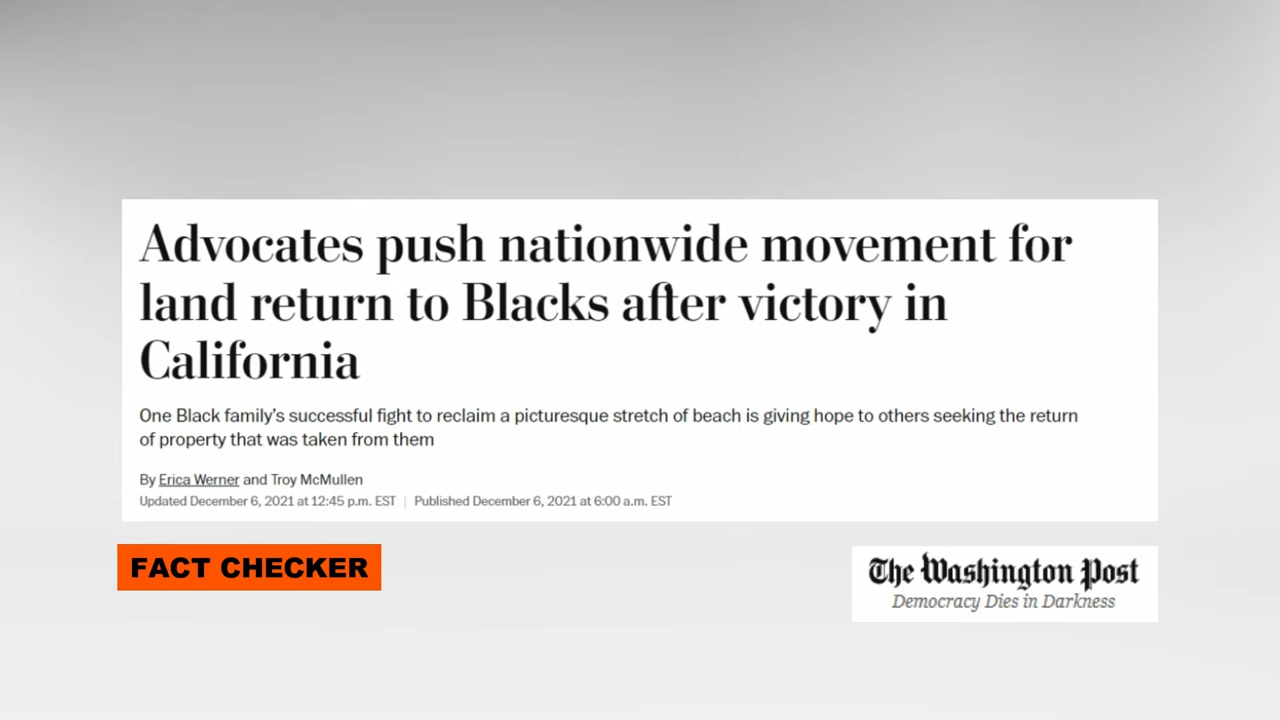 Advocates push nationwide movement for
land return to Blacks after victory in
California
One Black family’s successful fight to reclaim a picturesque stretch of beach is giving hope to others seeking the return
of property that was taken from them
By Erica Werner and Troy McMullen
Updated December 6, 2021 at 12:45 p.m. EST | Published December 6, 2021 at 6:00 a.m. EST
FACT CHECKER
The Washington Post
Democracy Dies in Darkness